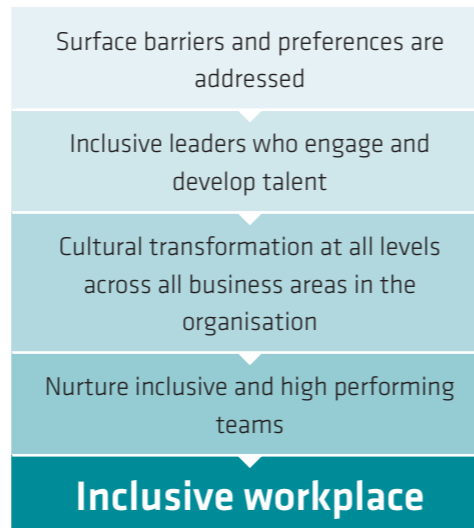 Surface barriers and preferences are
addressed
Inclusive leaders who engage and
develop talent
Cultural transformation at all levels
across all business areas in the
organisation
Nurture inclusive and high performing
teams
Inclusive workplace